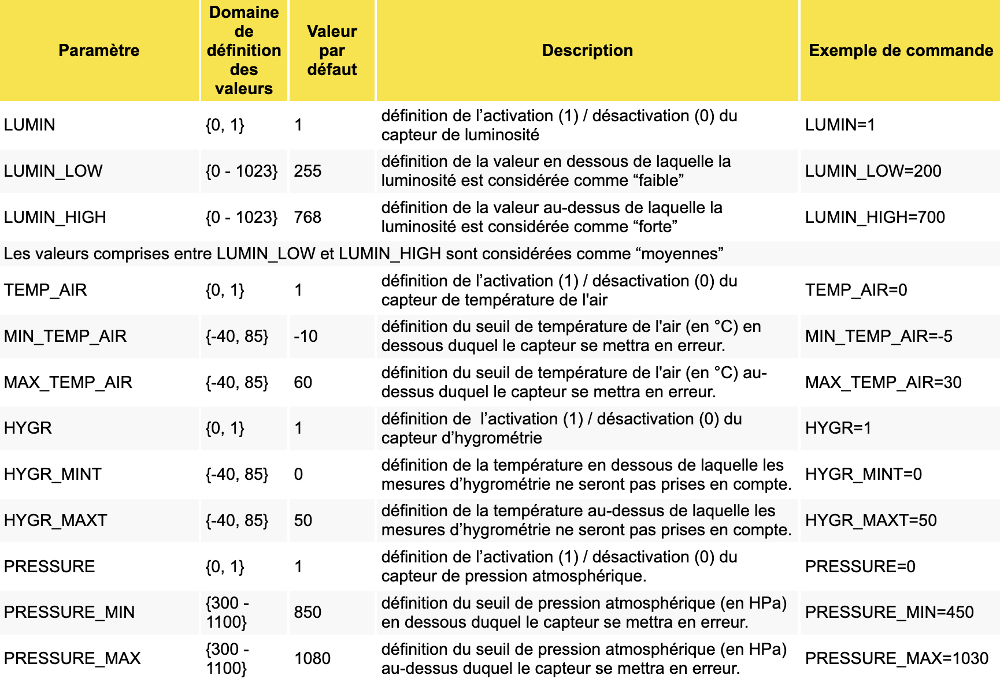 Paramètre
Domaine
de
définition
des
valeurs
Valeur
par
défaut
Description
Exemple de commande
LUMIN
{0, 1}
1
définition de l’activation (1) / désactivation (0) du
capteur de luminosité
LUMIN=1
LUMIN_LOW
{0 - 1023}
255
définition de la valeur en dessous de laquelle la
luminosité est considérée comme “faible”
LUMIN_LOW=200
LUMIN_HIGH
{0 - 1023}
768
définition de la valeur au-dessus de laquelle la
luminosité est considérée comme “forte”
LUMIN_HIGH=700
Les valeurs comprises entre LUMIN_LOW et LUMIN_HIGH sont considérées comme “moyennes”
TEMP_AIR
{0, 1}
1
définition de l’activation (1) / désactivation (0) du
capteur de température de l'air
TEMP_AIR=0
MIN_TEMP_AIR
{-40, 85}
-10
définition du seuil de température de l'air (en °C) en
dessous duquel le capteur se mettra en erreur.
MIN_TEMP_AIR=-5
MAX_TEMP_AIR
{-40, 85}
60
définition du seuil de température de l'air (en °C) au-
dessus duquel le capteur se mettra en erreur.
MAX_TEMP_AIR=30
HYGR
{0, 1}
1
définition de  l’activation (1) / désactivation (0) du
capteur d’hygrométrie
HYGR=1
HYGR_MINT
{-40, 85}
0
définition de la température en dessous de laquelle les
mesures d’hygrométrie ne seront pas prises en compte.
HYGR_MINT=0
HYGR_MAXT
{-40, 85}
50
définition de la température au-dessus de laquelle les
mesures d’hygrométrie ne seront pas prises en compte.
HYGR_MAXT=50
PRESSURE
{0, 1}
1
définition de l’activation (1) / désactivation (0) du
capteur de pression atmosphérique.
PRESSURE=0
PRESSURE_MIN
{300 -
1100}
850
définition du seuil de pression atmosphérique (en HPa)
en dessous duquel le capteur se mettra en erreur.
PRESSURE_MIN=450
PRESSURE_MAX
{300 -
1100}
1080
définition du seuil de pression atmosphérique (en HPa)
au-dessus duquel le capteur se mettra en erreur.
PRESSURE_MAX=1030